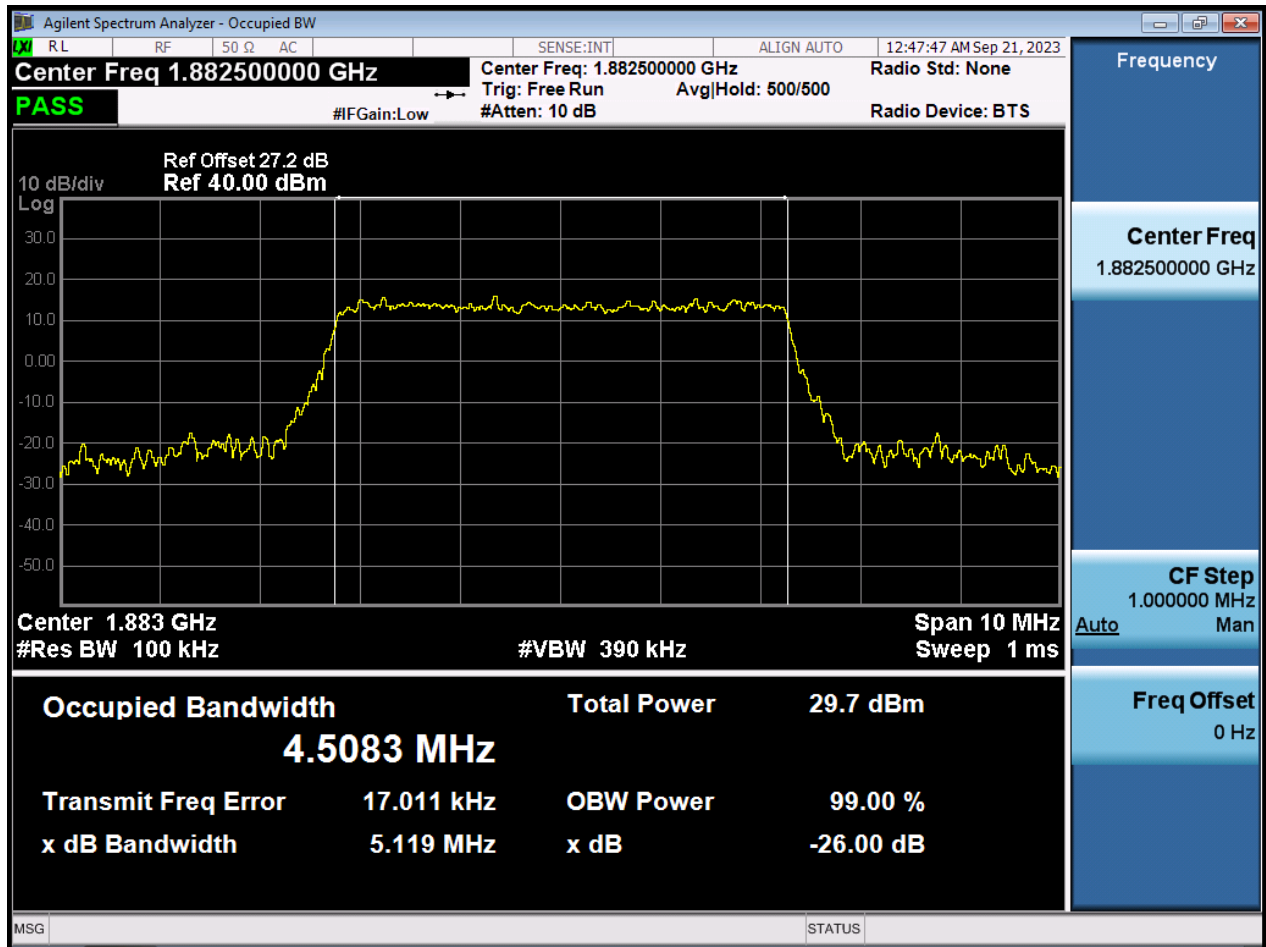 Agilent Spectrum Analyzer - Occupied BW
LXI RL RF 50 Ω AC SENSE:INT ALIGN AUTO 12:47:47 AM Sep 21, 2023
Center Freq 1.882500000 GHz
Center Freq: 1.882500000 GHz
Radio Std: None
Trig: Free Run Avg|Hold: 500/500
PASS
#IFGain:Low
#Atten: 10 dB
Radio Device: BTS
Ref Offset 27.2 dB
10 dB/div Ref 40.00 dBm
Log
30.0
20.0
10.0
0.00
-10.0
-20.0
-30.0
-40.0
-50.0
Center 1.883 GHz Span 10 MHz
#Res BW 100 kHz #VBW 390 kHz Sweep 1 ms
Occupied Bandwidth Total Power 29.7 dBm
4.5083 MHz
Transmit Freq Error 17.011 kHz OBW Power 99.00 %
x dB Bandwidth 5.119 MHz x dB -26.00 dB
MSG STATUS
Frequency
Center Freq
1.882500000 GHz
CF Step
1.000000 MHz
Auto Man
Freq Offset
0 Hz